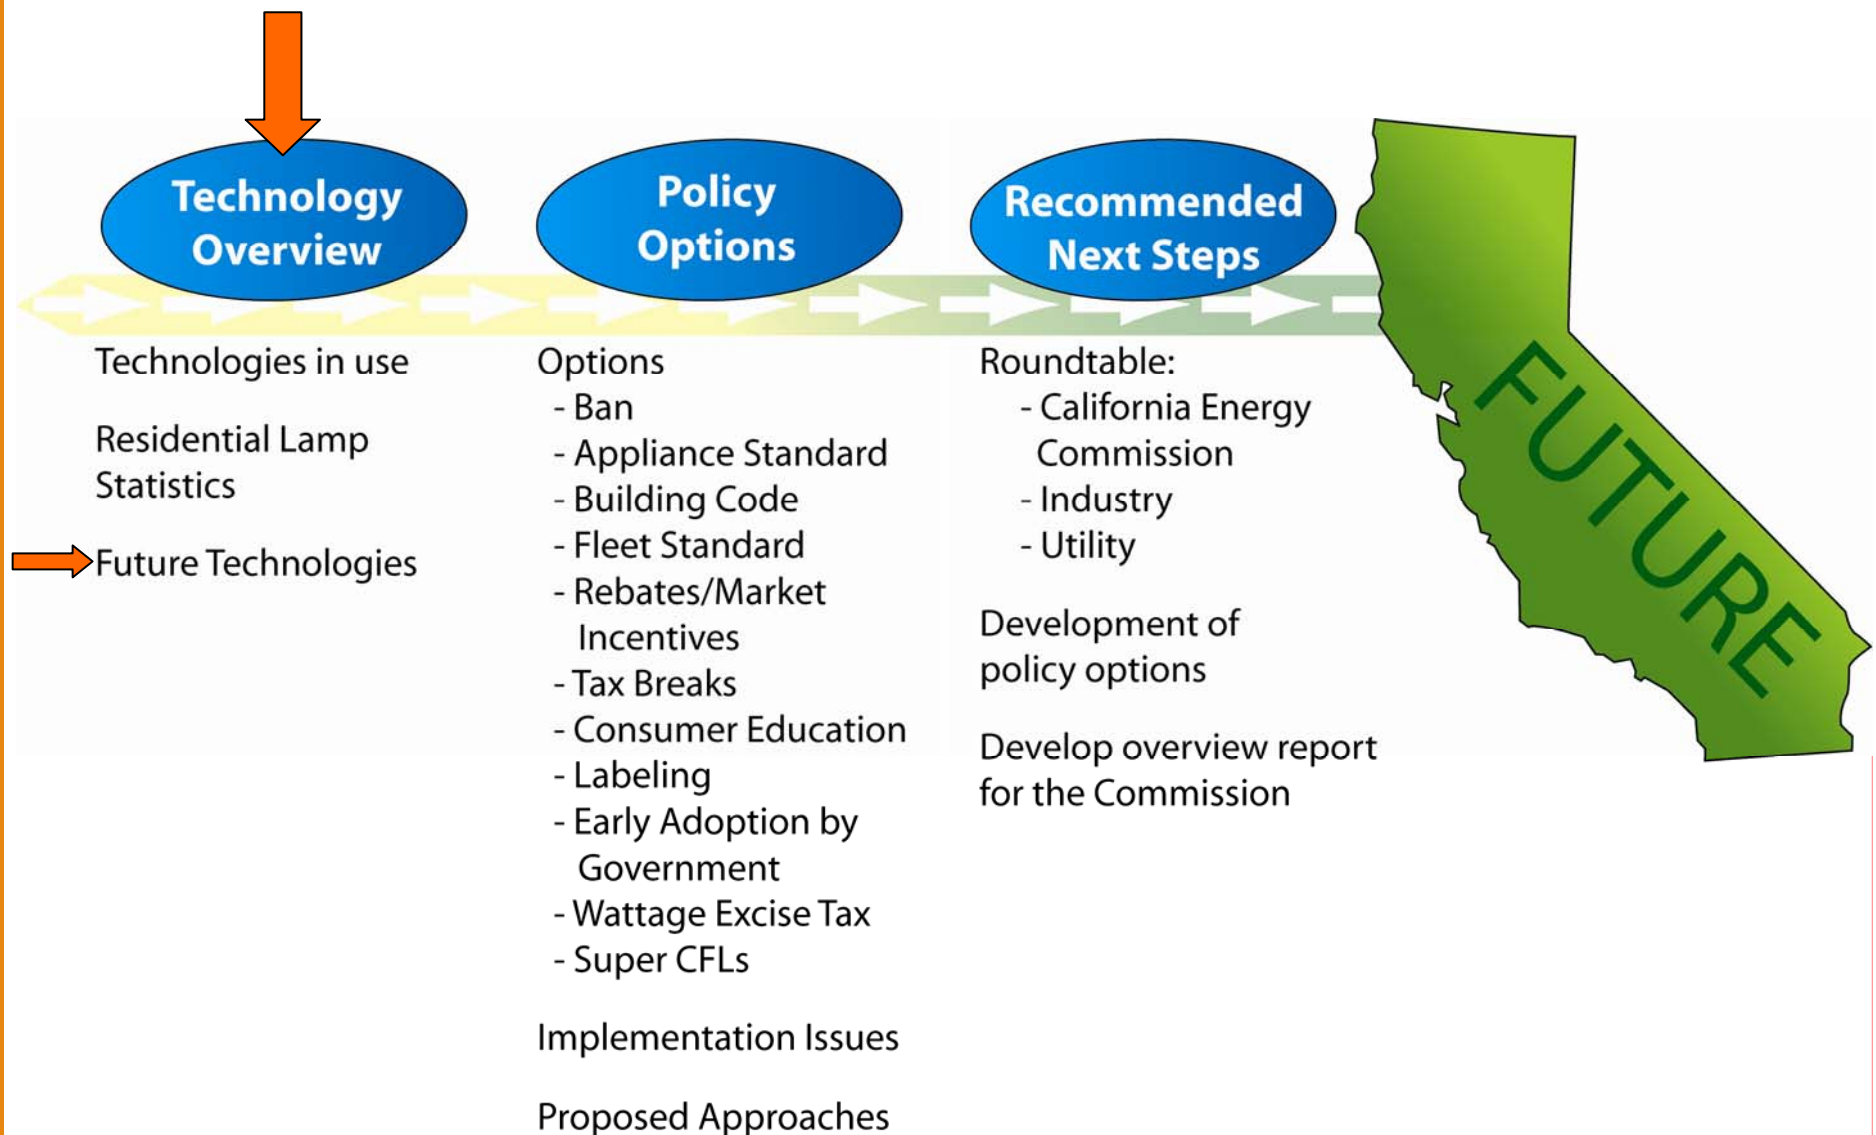 Technology
Overview
Technologies in use
Residential Lamp
Statistics
Future Technologies
Policy
Options
Options
- Ban
- Appliance Standard
- Building Code
- Fleet Standard
- Rebates/Market
Incentives
- Tax Breaks
- Consumer Education
- Labeling
- Early Adoption by
Government
- Wattage Excise Tax
- Super CFLs
Implementation Issues
Proposed Approaches
Recommended
Next Steps
Roundtable:
- California Energy
Commission
- Industry
- Utility
Development of
policy options
Develop overview report
for the Commission
FUTURE